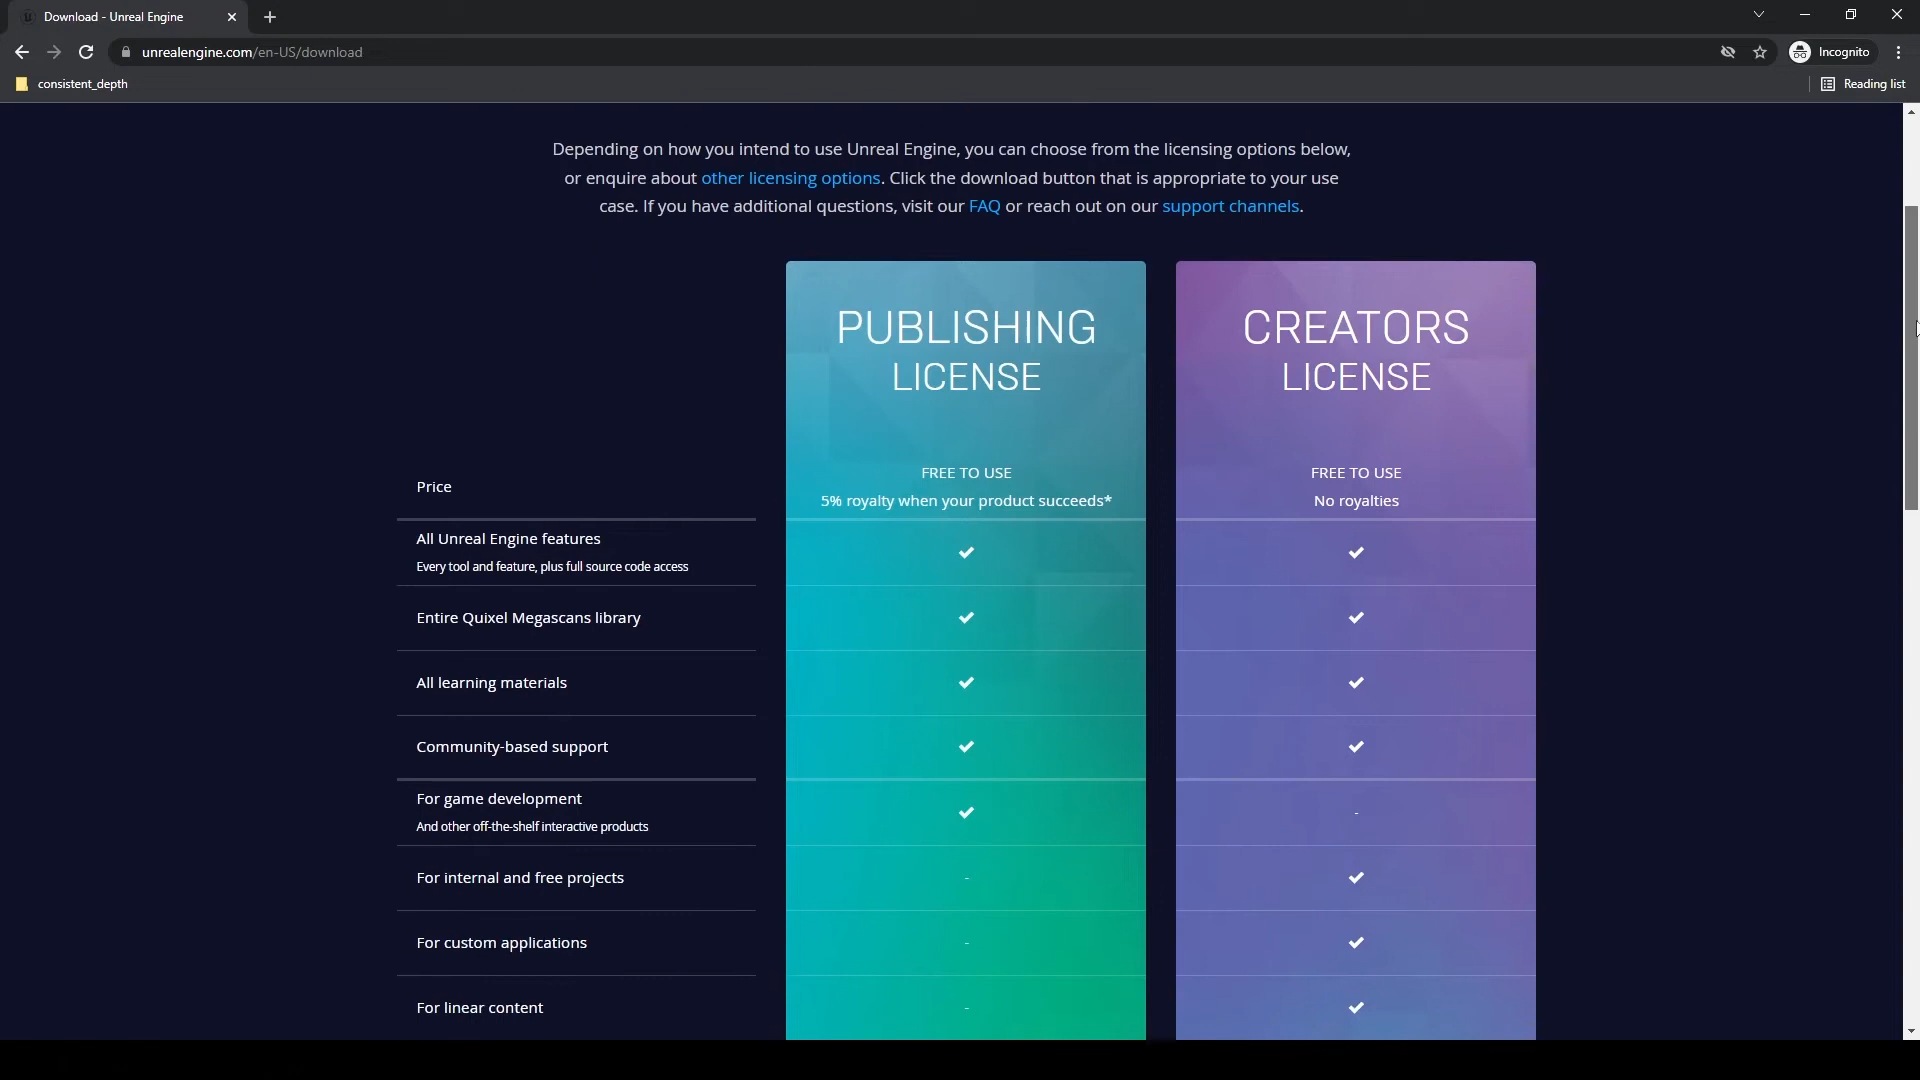 Download - Unreal Engine
unrealengine.com/en-US/download
Incognito
consistent_depth
Reading list
Depending on how you intend to use Unreal Engine, you can choose from the licensing options below,
or enquire about other licensing options. Click the download button that is appropriate to your use
case. If you have additional questions, visit our FAQ or reach out on our support channels.
PUBLISHING
LICENSE
CREATORS
LICENSE
Price
FREE TO USE
5% royalty when your product succeeds*
FREE TO USE
No royalties
All Unreal Engine features
Every tool and feature, plus full source code access
Entire Quixel Megascans library
All learning materials
Community-based support
For game development
And other off-the-shelf interactive products
-
For internal and free projects
-
For custom applications
-
For linear content
-